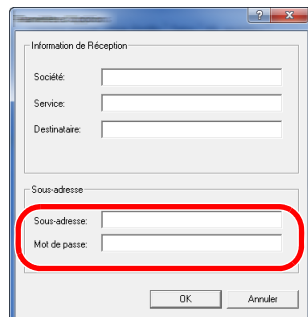 Information de Réception
Société:
Service:
Destinataire:
Sous-adresse
Sous-adresse:
Mot de passe:
OK Annuler